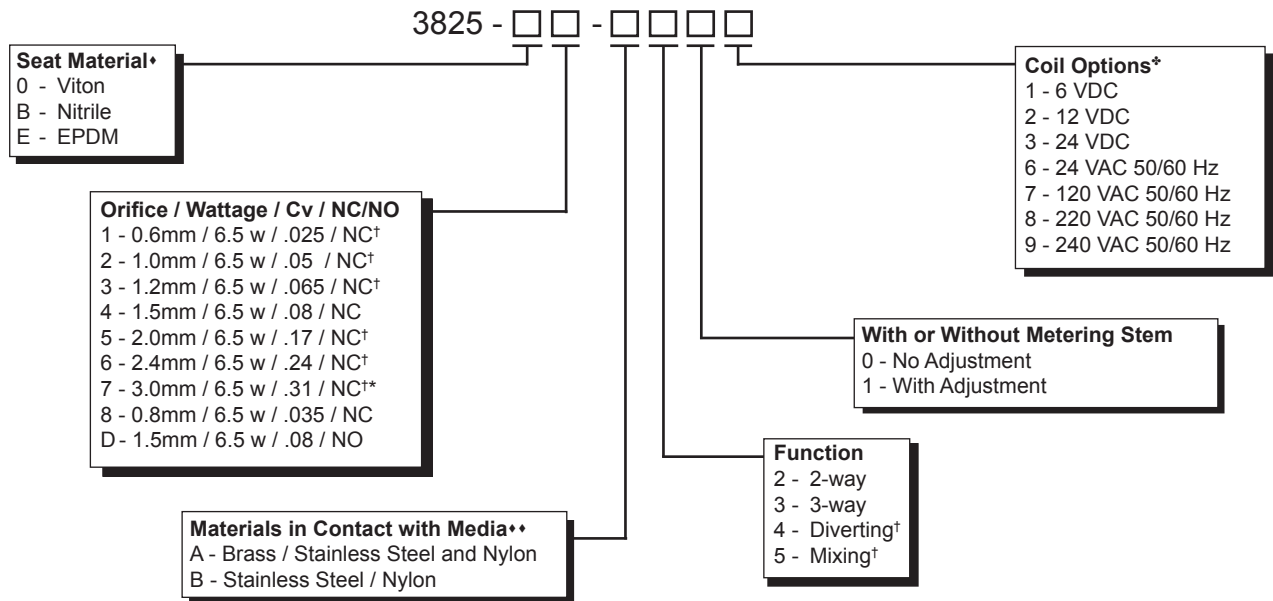 3825 - □ □ - □ □ □ □
Seat Material⬧
0 - Viton
B - Nitrile
E - EPDM
Coil Options✤
1 - 6 VDC
2 - 12 VDC
3 - 24 VDC
6 - 24 VAC 50/60 Hz
7 - 120 VAC 50/60 Hz
8 - 220 VAC 50/60 Hz
9 - 240 VAC 50/60 Hz
Orifice / Wattage / Cv / NC/NO
1 - 0.6mm / 6.5 w / .025 / NC†
2 - 1.0mm / 6.5 w / .05 / NC†
3 - 1.2mm / 6.5 w / .065 / NC†
4 - 1.5mm / 6.5 w / .08 / NC
5 - 2.0mm / 6.5 w / .17 / NC†
6 - 2.4mm / 6.5 w / .24 / NC†
7 - 3.0mm / 6.5 w / .31 / NC†*
8 - 0.8mm / 6.5 w / .035 / NC
D - 1.5mm / 6.5 w / .08 / NO
With or Without Metering Stem
0 - No Adjustment
1 - With Adjustment
Function
2 - 2-way
3 - 3-way
4 - Diverting†
5 - Mixing†
Materials in Contact with Media⬧⬧
A - Brass / Stainless Steel and Nylon
B - Stainless Steel / Nylon